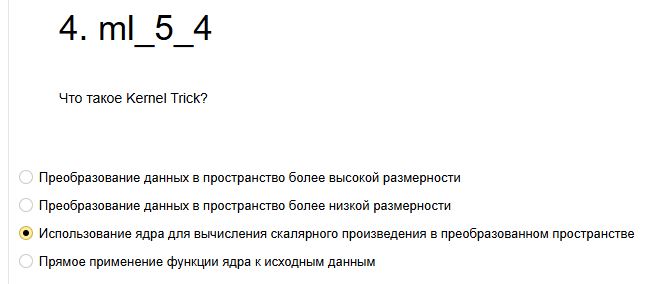 4. ml_5_4
Что такое Kernel Trick?
Преобразование данных в пространство более высокой размерности
Преобразование данных в пространство более низкой размерности
Использование ядра для вычисления скалярного произведения в преобразованном пространстве
Прямое применение функции ядра к исходным данным